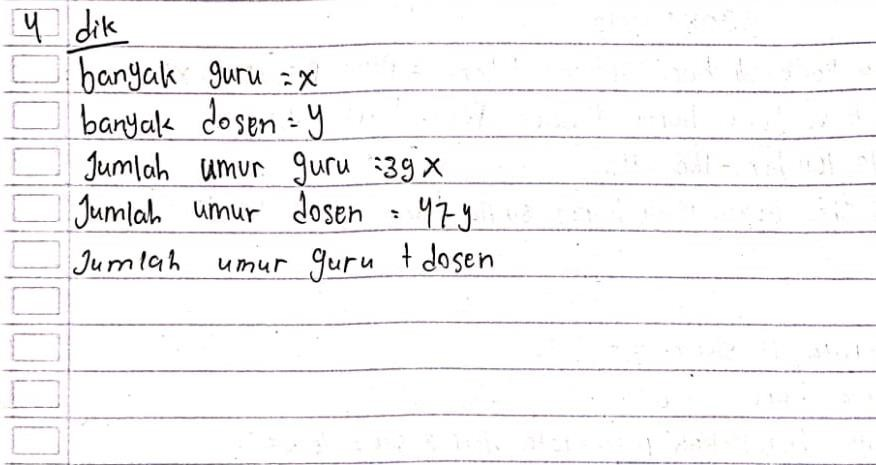 4 dik
banyak guru = x
banyak dosen = y
Jumlah umur guru = 39 x
Jumlah umur dosen = 47 y
Jumlah umur guru + dosen